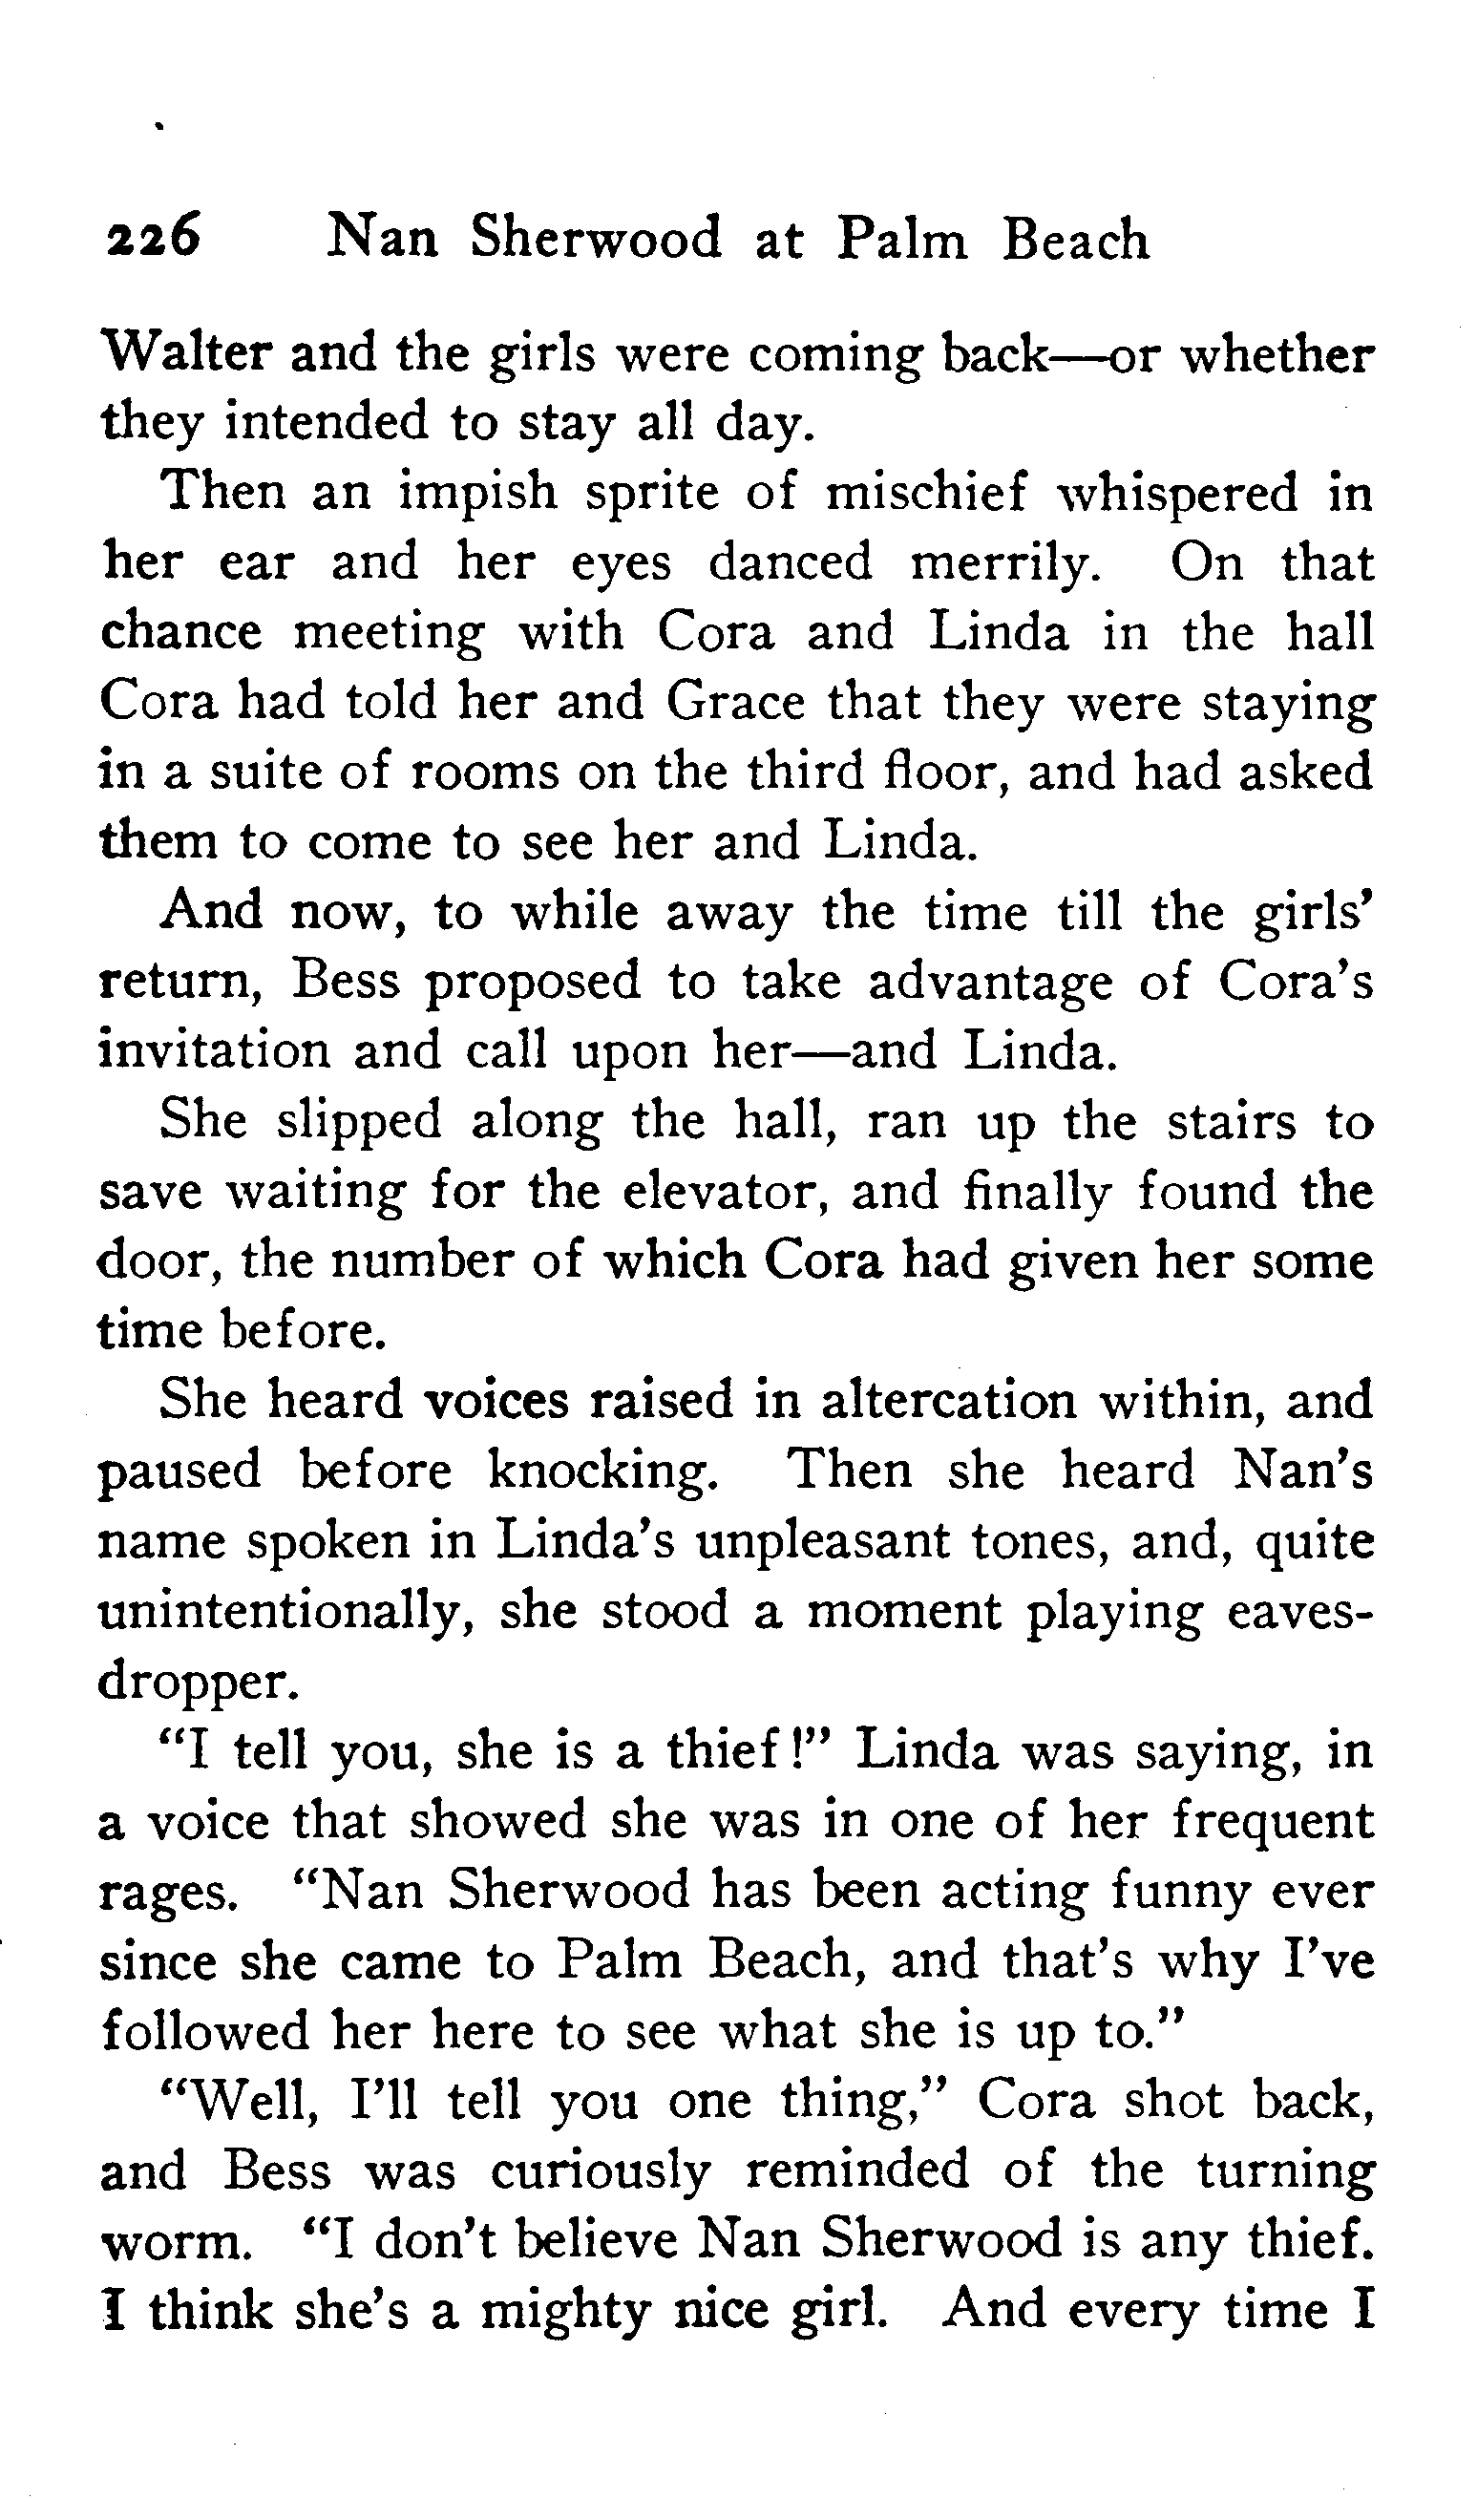 226 Nan Sherwood at Palm Beach
Walter and the girls were coming back—or whether
they intended to stay all day.
Then an impish sprite of mischief whispered in
her ear and her eyes danced merrily. On that
chance meeting with Cora and Linda in the hall
Cora had told her and Grace that they were staying
in a suite of rooms on the third floor, and had asked
them to come to see her and Linda.
And now, to while away the time till the girls'
return, Bess proposed to take advantage of Cora's
invitation and call upon her—and Linda.
She slipped along the hall, ran up the stairs to
save waiting for the elevator, and finally found the
door, the number of which Cora had given her some
time before.
She heard voices raised in altercation within, and
paused before knocking. Then she heard Nan's
name spoken in Linda's unpleasant tones, and, quite
unintentionally, she stood a moment playing eaves-
dropper.
"I tell you, she is a thief!" Linda was saying, in
a voice that showed she was in one of her frequent
rages. "Nan Sherwood has been acting funny ever
since she came to Palm Beach, and that's why I've
followed her here to see what she is up to."
"Well, I'll tell you one thing," Cora shot back,
and Bess was curiously reminded of the turning
worm. "I don't believe Nan Sherwood is any thief.
I think she's a mighty nice girl. And every time I